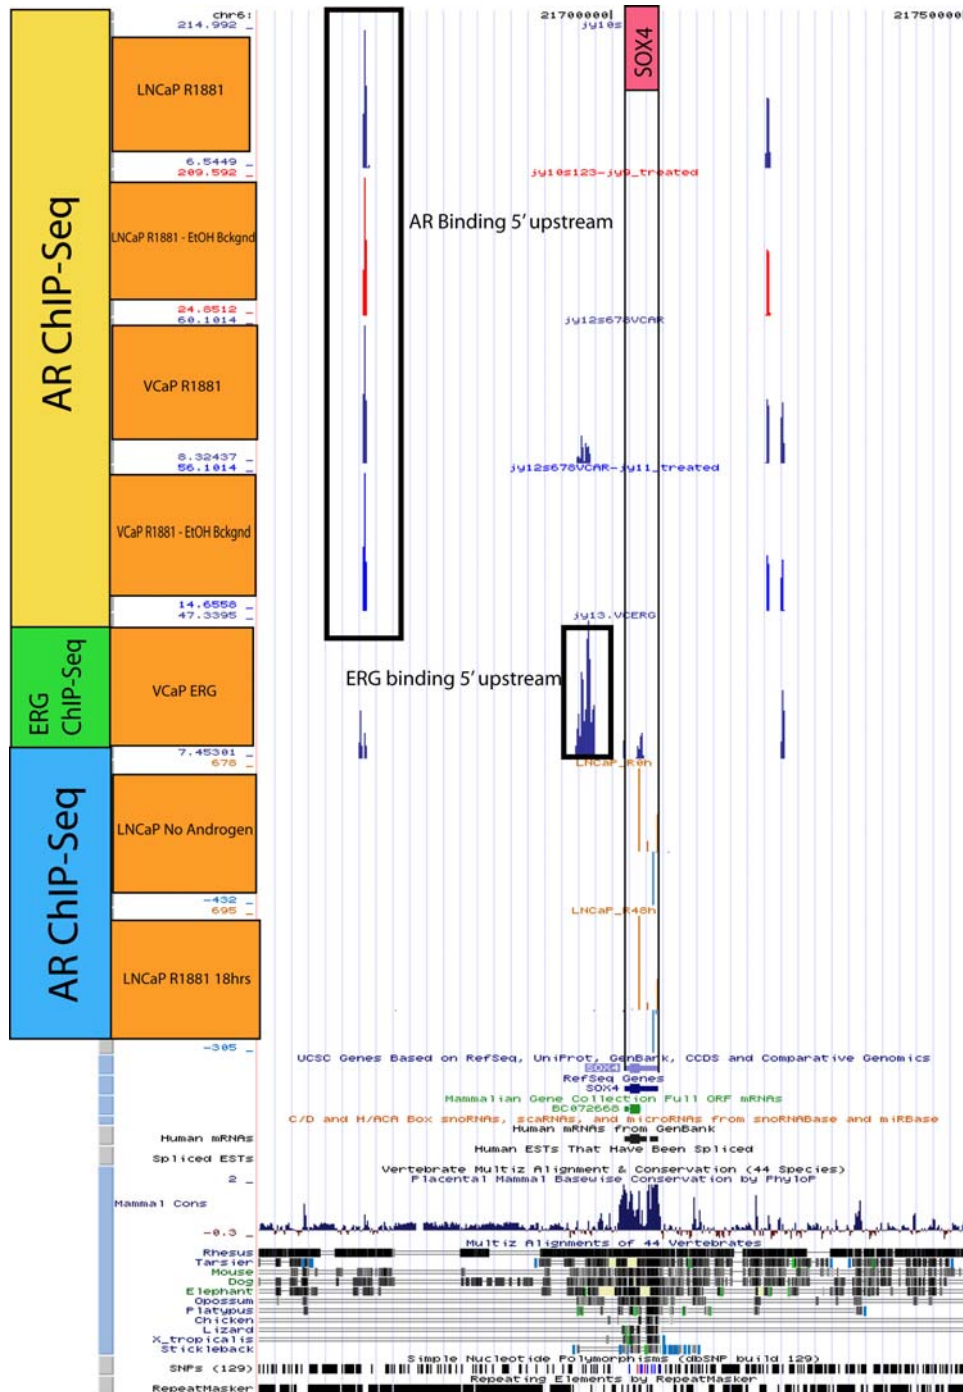 chr6: 21700000| 21750000|
214.992 _ jy10s
SOX4
AR ChIP-Seq
LNCaP R1881
6.5449 _
209.592 _ jy10s123-jy9_treated
AR Binding 5' upstream
LNCaP R1881 - EtOH Bckgnd
24.8512 _
60.1014 _ jy12s678VCAR
VCaP R1881
8.32437 _
56.1014 _ jy12s678VCAR-jy11_treated
VCaP R1881 - EtOH Bckgnd
14.6558 _
47.3395 _ jy13.VCERG
ERG ChIP-Seq
VCaP ERG
ERG binding 5' upstream
7.45301 _
678 _ LNCaP_R0h
AR ChIP-Seq
LNCaP No Androgen
-432 _
695 _ LNCaP_R48h
LNCaP R1881 18hrs
-305 _
UCSC Genes Based on RefSeq, UniProt, GenBank, CCDS and Comparative Genomics
SOX4
RefSeq Genes
SOX4
Mammalian Gene Collection Full ORF mRNAs
BC072668
C/D and H/ACA Box snoRNAs, scaRNAs, and microRNAs from snoRNABase and miRBase
Human mRNAs from GenBank
Human mRNAs
Human ESTs That Have Been Spliced
Spliced ESTs
Vertebrate Multiz Alignment & Conservation (44 Species)
2 _ Placental Mammal Basewise Conservation by PhyloP
Mammal Cons
-0.3 _
Multiz Alignments of 44 Vertebrates
Rhesus
Tarsier
Mouse
Dog
Elephant
Opossum
Platypus
Chicken
Lizard
X_tropicalis
Stickleback
Simple Nucleotide Polymorphisms (dbSNP build 129)
SNPs (129)
Repeating Elements by RepeatMasker
RepeatMasker